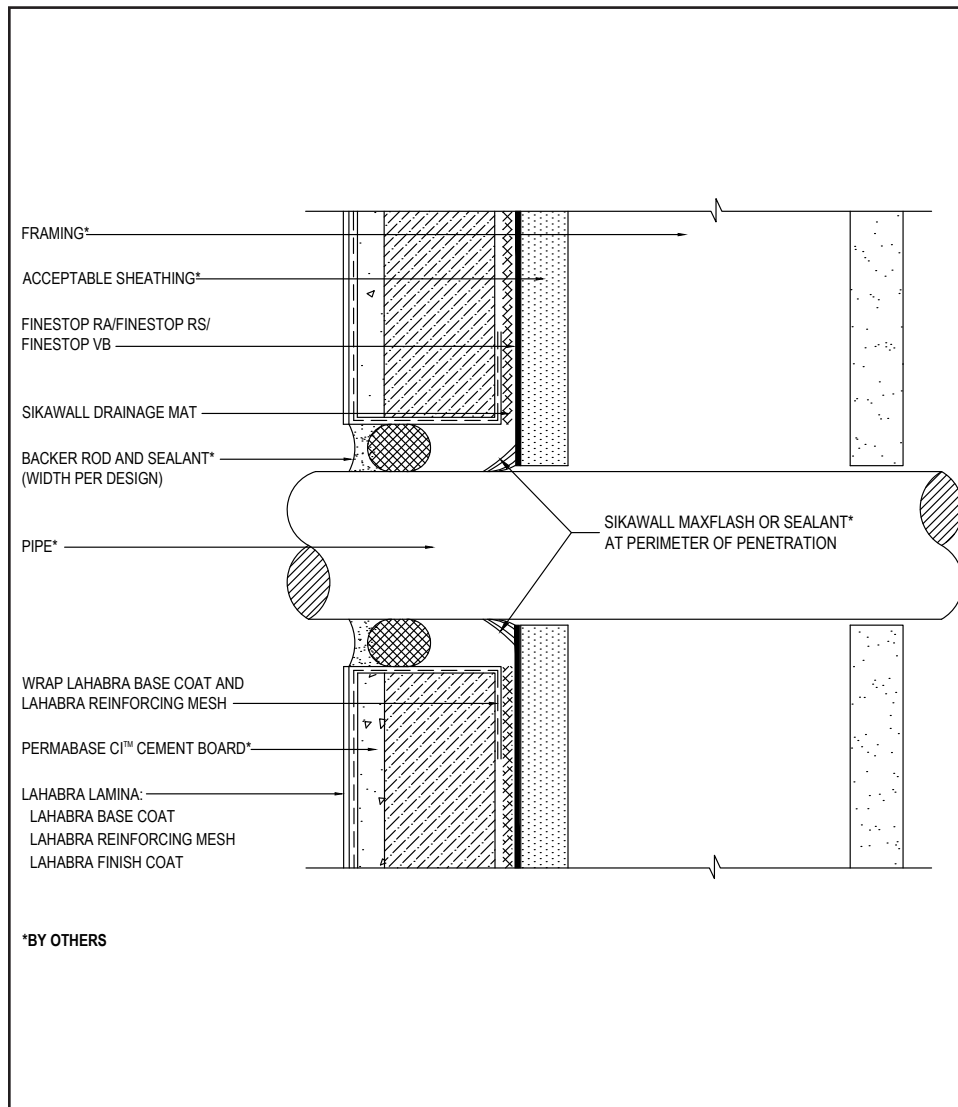 FRAMING*
ACCEPTABLE SHEATHING*
FINESTOP RA/FINESTOP RS/
FINESTOP VB
SIKAWALL DRAINAGE MAT
BACKER ROD AND SEALANT*
(WIDTH PER DESIGN)
SIKAWALL MAXFLASH OR SEALANT*
AT PERIMETER OF PENETRATION
PIPE*
WRAP LAHABRA BASE COAT AND
LAHABRA REINFORCING MESH
PERMABASE CI™ CEMENT BOARD*
LAHABRA LAMINA:
LAHABRA BASE COAT
LAHABRA REINFORCING MESH
LAHABRA FINISH COAT
*BY OTHERS